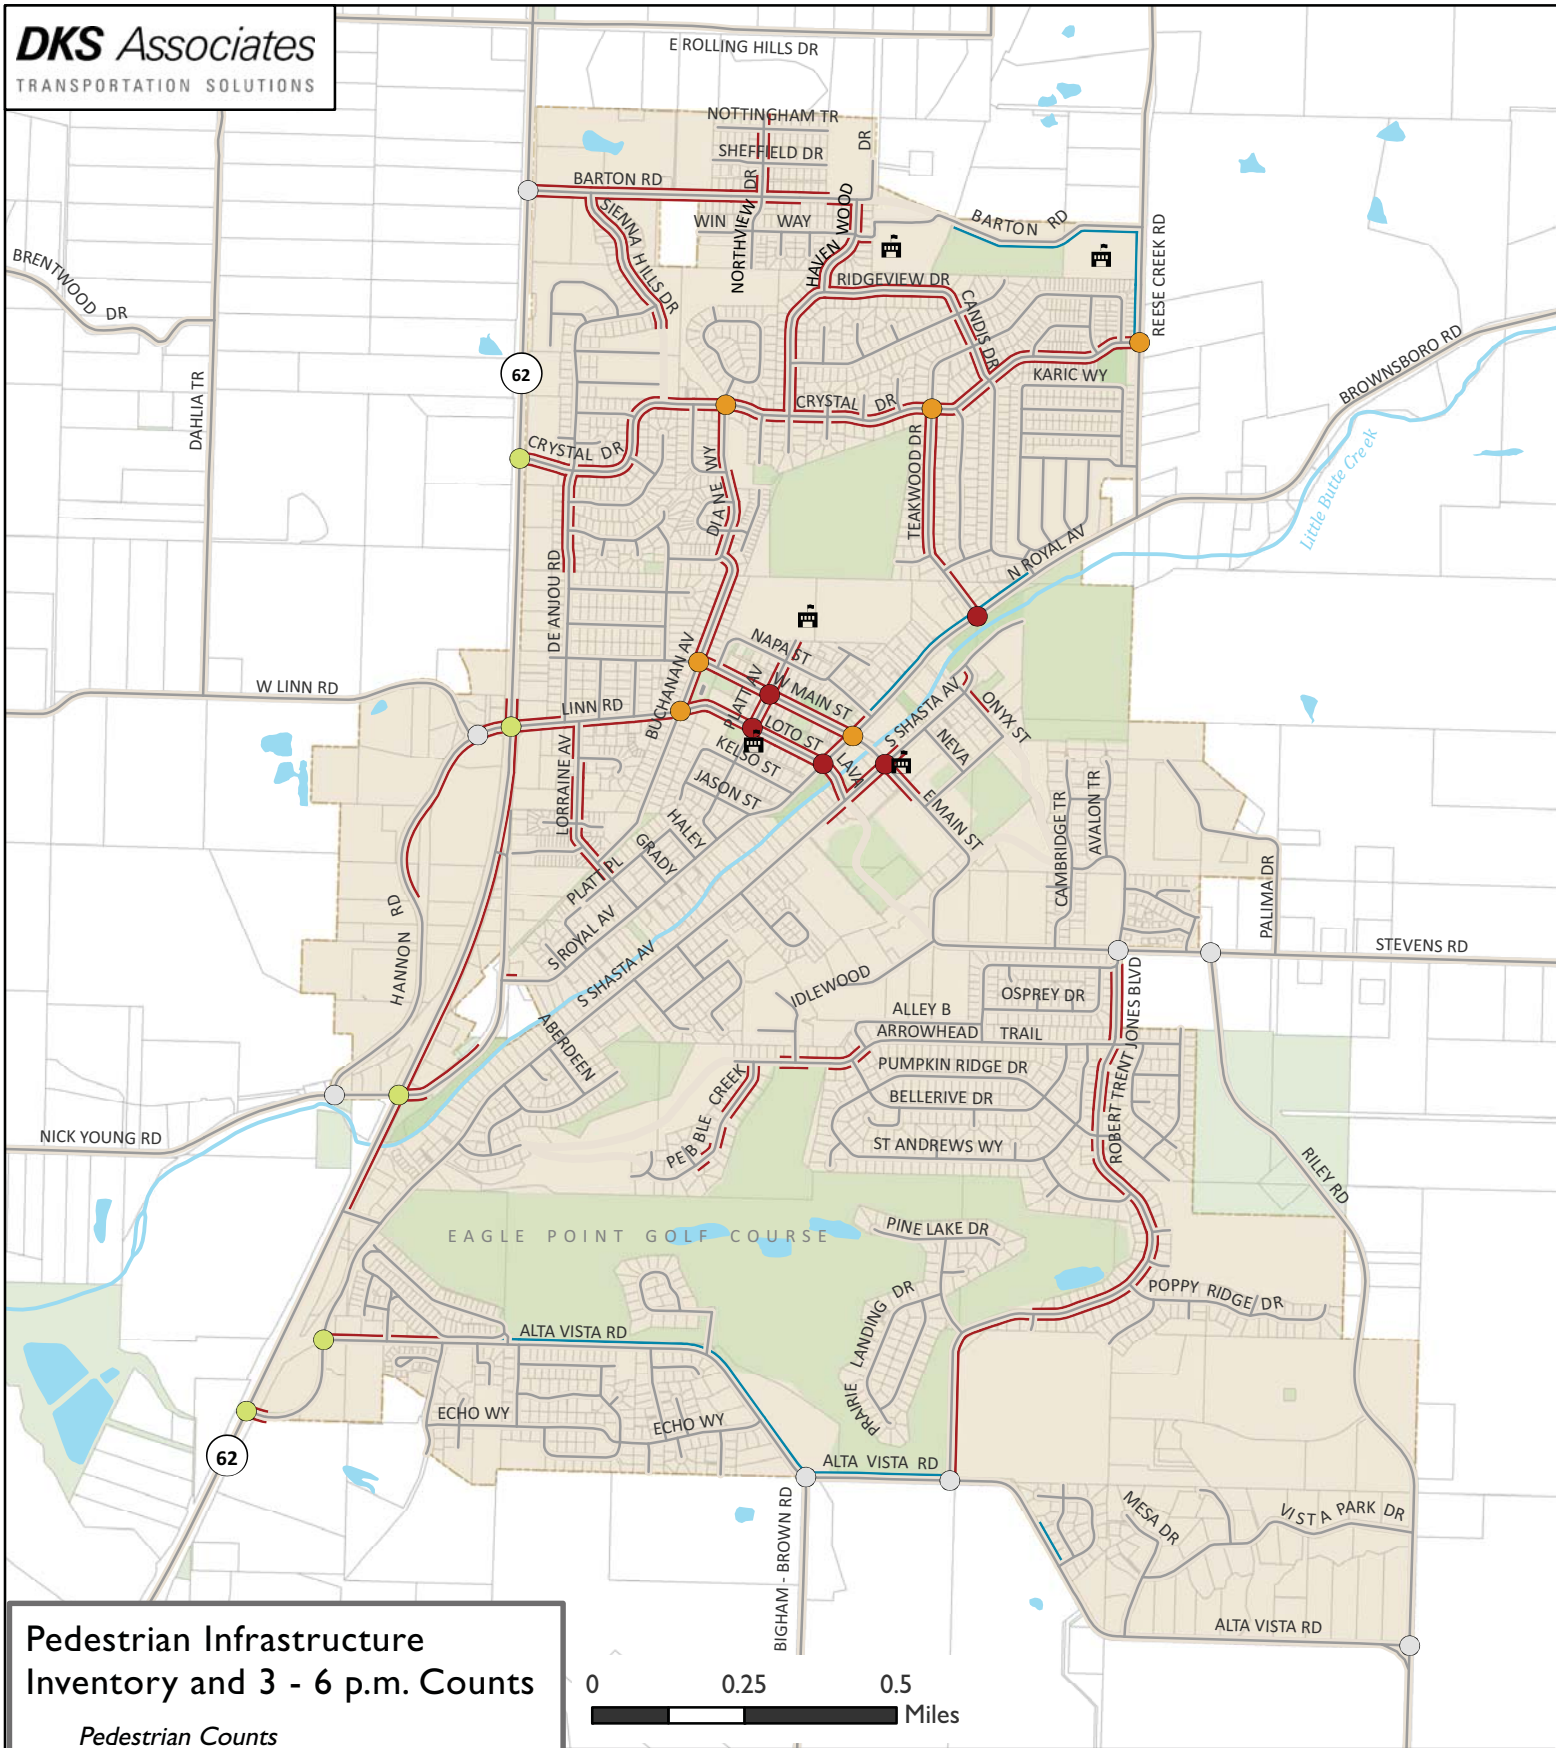 DKS Associates
TRANSPORTATION SOLUTIONS
E ROLLING HILLS DR
NOTTINGHAM TR
SHEFFIELD DR
DR
BARTON RD
NORTHVIEW DR
WIN WAY
HAVEN WOOD
BARTON RD
SIENNA HILLS DR
REESE CREEK RD
BRENTWOOD DR
RIDGEVIEW DR
CANDIS DR
BROWNSBORO RD
62
KARIC WY
DAHLIA TR
CRYSTAL DR
CRYSTAL DR
TEAKWOOD DR
DIANE WY
Little Butte Creek
N ROYAL AV
DE ANJOU RD
NAPA ST
BUCHANAN AV
W LINN RD
LINN RD
PLATT AV
W MAIN ST
S SHASTA AV
ONYX ST
LOTO ST
KELSO ST
NEVA
LAVA
JASON ST
LORRAINE AV
HALEY
E MAIN ST
CAMBRIDGE TR
AVALON TR
GRADY
PLATT PL
PALIMA DR
HANNON RD
S ROYAL AV
STEVENS RD
S SHASTA AV
IDLEWOOD
OSPREY DR
ROBERT TRENT JONES BLVD
ALLEY B
ARROWHEAD TRAIL
ABERDEEN
PUMPKIN RIDGE DR
BELLERIVE DR
PEBBLE CREEK
NICK YOUNG RD
ST ANDREWS WY
RILEY RD
EAGLE POINT GOLF COURSE
PINE LAKE DR
POPPY RIDGE DR
PRAIRIE LANDING DR
ALTA VISTA RD
ECHO WY
ECHO WY
62
ALTA VISTA RD
BIGHAM - BROWN RD
MESA DR
VISTA PARK DR
ALTA VISTA RD
Pedestrian Infrastructure
Inventory and 3 - 6 p.m. Counts
Pedestrian Counts
0 0.25 0.5
Miles